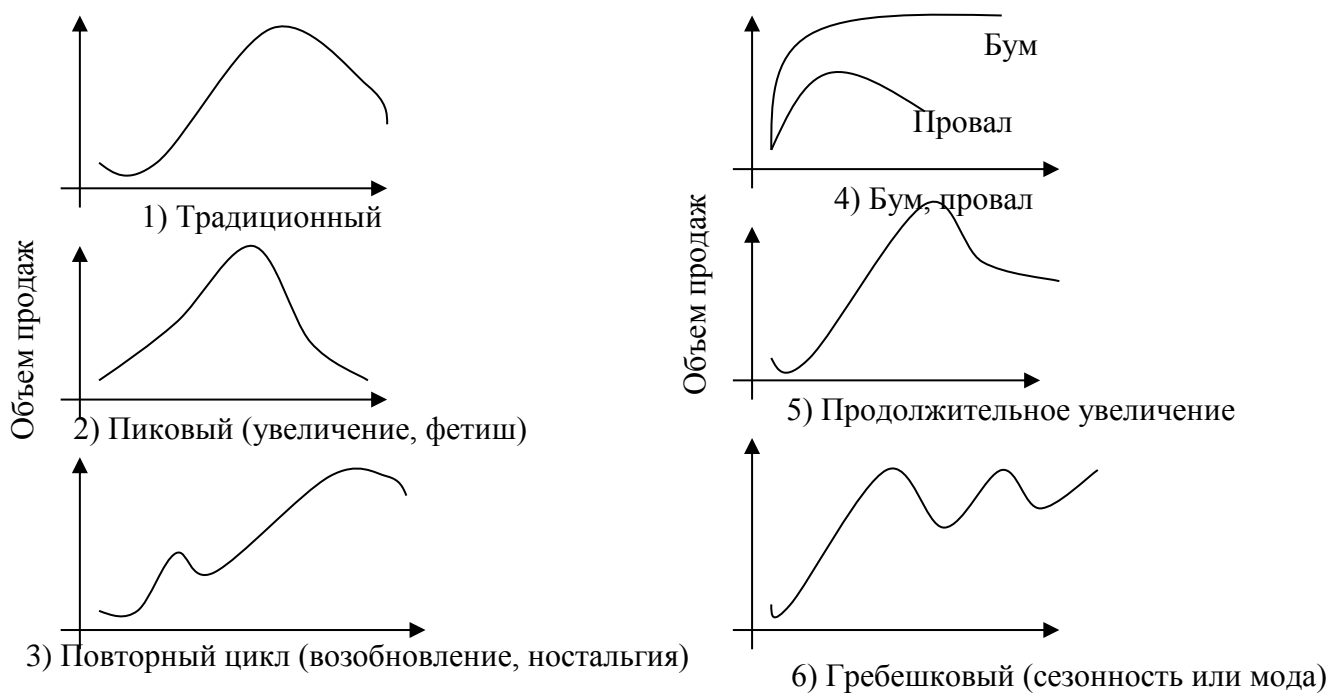 Бум
Провал
1) Традиционный
4) Бум, провал
Объем продаж
Объем продаж
2) Пиковый (увеличение, фетиш)
5) Продолжительное увеличение
3) Повторный цикл (возобновление, ностальгия)
6) Гребешковый (сезонность или мода)